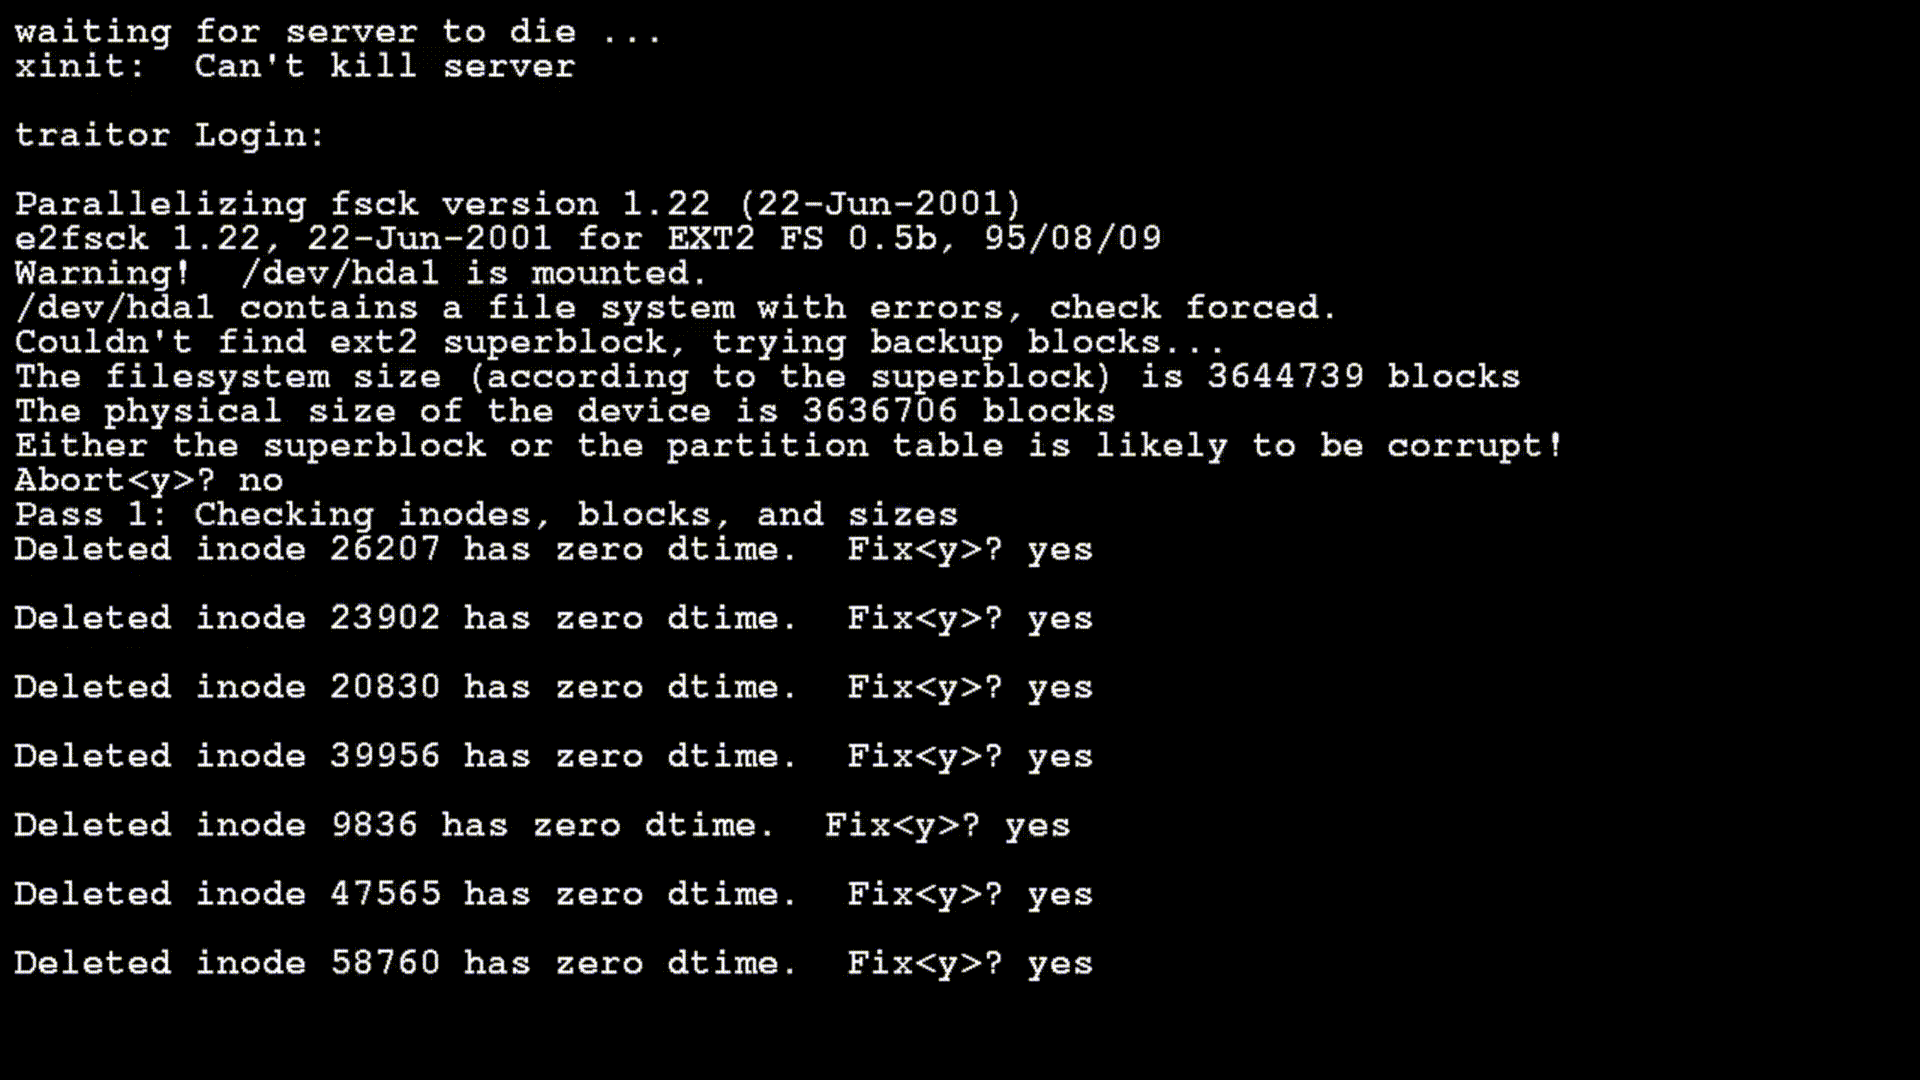 waiting for server to die ...
xinit:  Can't kill server
traitor Login:
Parallelizing fsck version 1.22 (22-Jun-2001)
e2fsck 1.22, 22-Jun-2001 for EXT2 FS 0.5b, 95/08/09
Warning!  /dev/hda1 is mounted.
/dev/hda1 contains a file system with errors, check forced.
Couldn't find ext2 superblock, trying backup blocks...
The filesystem size (according to the superblock) is 3644739 blocks
The physical size of the device is 3636706 blocks
Either the superblock or the partition table is likely to be corrupt!
Abort<y>? no
Pass 1: Checking inodes, blocks, and sizes
Deleted inode 26207 has zero dtime.  Fix<y>? yes
Deleted inode 23902 has zero dtime.  Fix<y>? yes
Deleted inode 20830 has zero dtime.  Fix<y>? yes
Deleted inode 39956 has zero dtime.  Fix<y>? yes
Deleted inode 9836 has zero dtime.  Fix<y>? yes
Deleted inode 47565 has zero dtime.  Fix<y>? yes
Deleted inode 58760 has zero dtime.  Fix<y>? yes